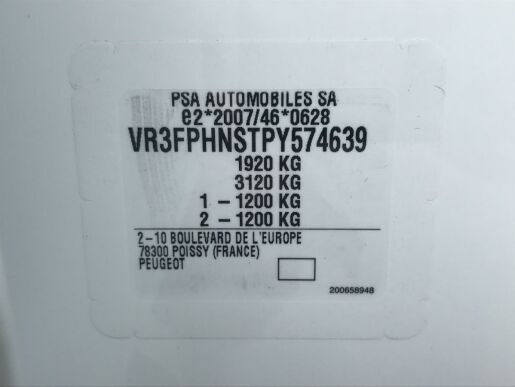 PSA AUTOMOBILES SA
e2*2007/46*0628
VR3FPHNSTPY574639
1920 KG
3120 KG
1 – 1200 KG
2 – 1200 KG
2–10 BOULEVARD DE L'EUROPE
78300 POISSY (FRANCE)
PEUGEOT
200658948